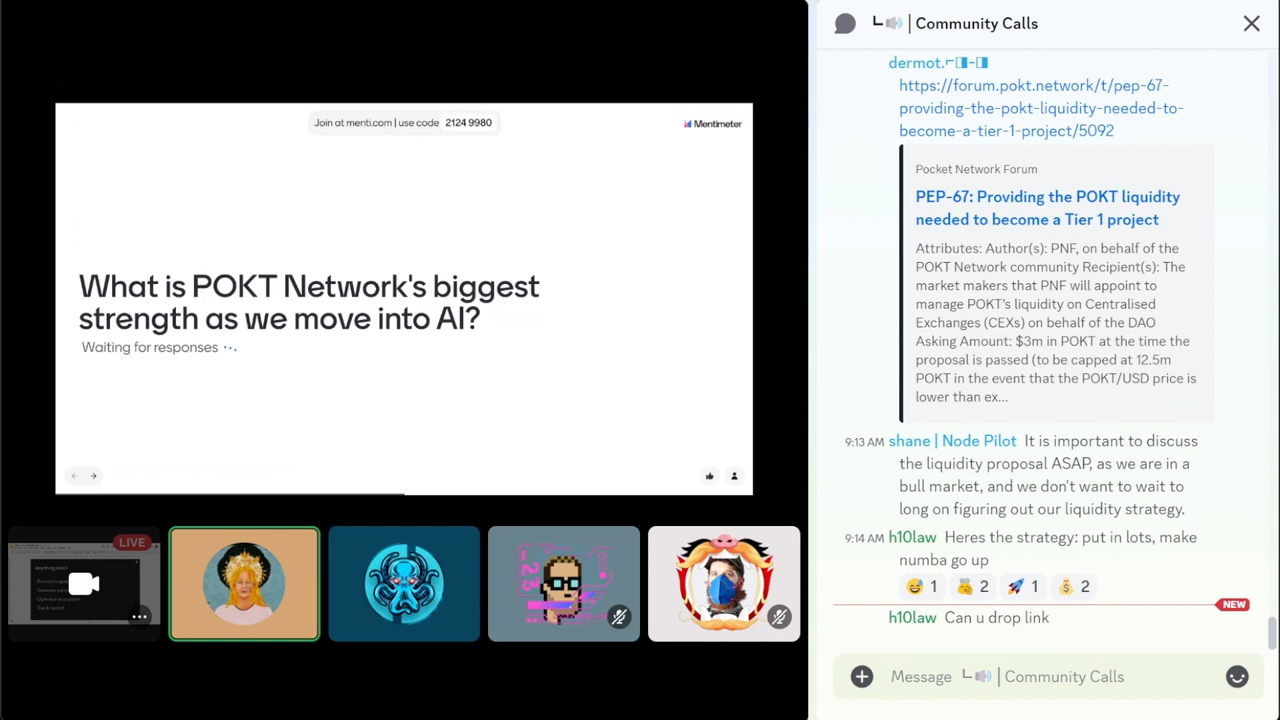 Join at menti.com | use code 2124 9980
Mentimeter
What is POKT Network's biggest
strength as we move into AI?
Waiting for responses
LIVE
Anything else?
| Community Calls
dermot.
https://forum.pokt.network/t/pep-67-
providing-the-pokt-liquidity-needed-to-
become-a-tier-1-project/5092
Pocket Network Forum
PEP-67: Providing the POKT liquidity
needed to become a Tier 1 project
Attributes: Author(s): PNF, on behalf of the
POKT Network community Recipient(s): The
market makers that PNF will appoint to
manage POKT's liquidity on Centralised
Exchanges (CEXs) on behalf of the DAO
Asking Amount: $3m in POKT at the time the
proposal is passed (to be capped at 12.5m
POKT in the event that the POKT/USD price is
lower than ex...
9:13 AM shane | Node Pilot It is important to discuss
the liquidity proposal ASAP, as we are in a
bull market, and we don't want to wait to
long on figuring out our liquidity strategy.
9:14 AM h10law Heres the strategy: put in lots, make
numba go up
1 2 1 2
NEW
h10law Can u drop link
Message | Community Calls